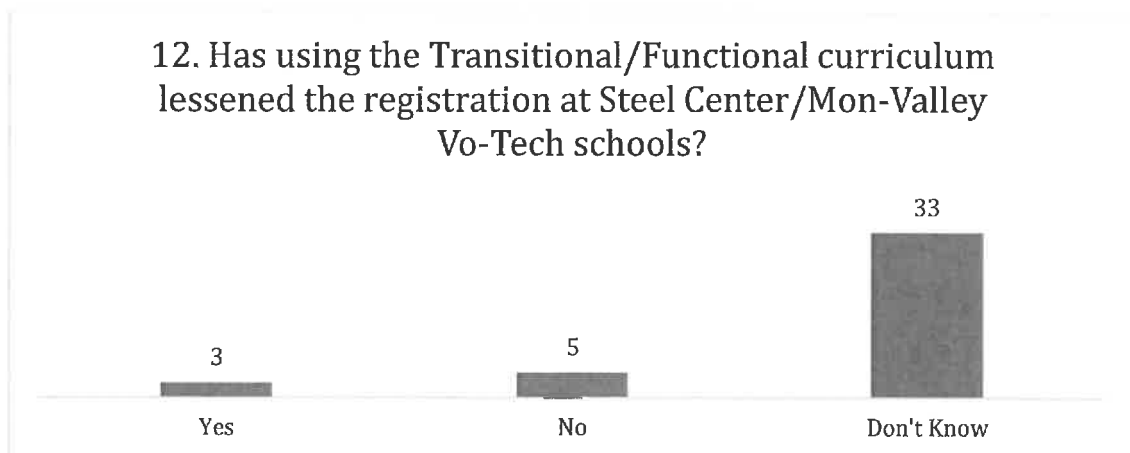 12. Has using the Transitional/Functional curriculum
lessened the registration at Steel Center/Mon-Valley
Vo-Tech schools?
33
5
3
Yes
No
Don't Know